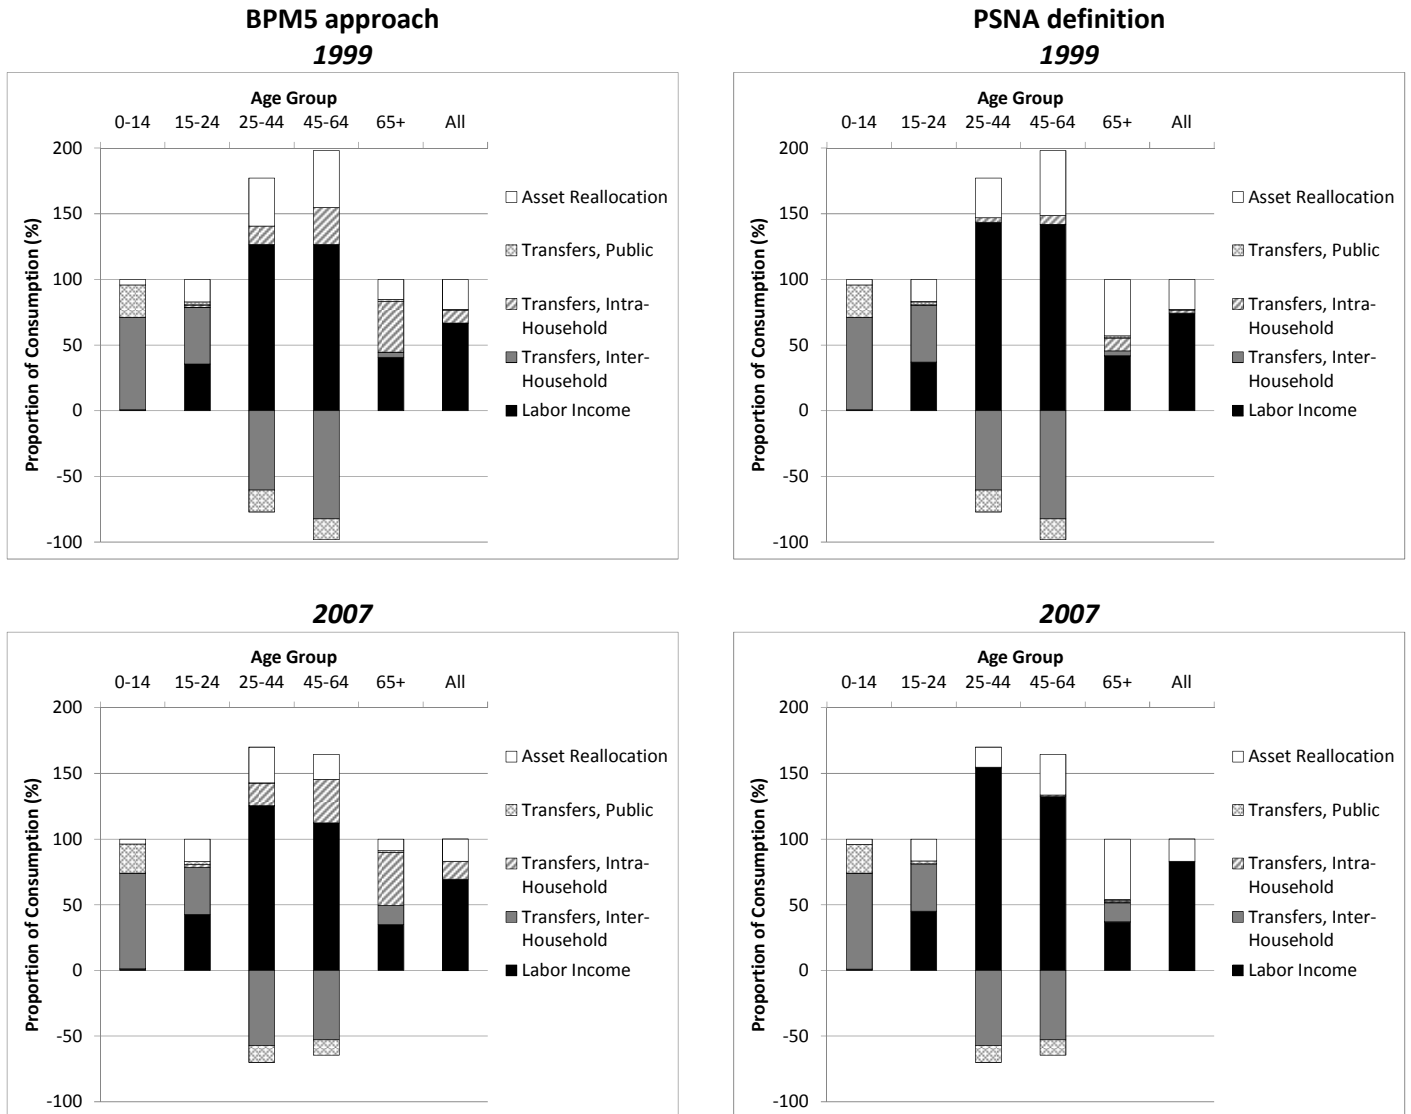 BPM5 approach
1999
Age Group
0-14 15-24 25-44 45-64 65+ All
Proportion of Consumption (%)
200
150
100
50
0
-50
-100
Asset Reallocation
Transfers, Public
Transfers, Intra-
Household
Transfers, Inter-
Household
Labor Income
PSNA definition
1999
Age Group
0-14 15-24 25-44 45-64 65+ All
Proportion of Consumption (%)
200
150
100
50
0
-50
-100
Asset Reallocation
Transfers, Public
Transfers, Intra-
Household
Transfers, Inter-
Household
Labor Income
2007
Age Group
0-14 15-24 25-44 45-64 65+ All
Proportion of Consumption (%)
200
150
100
50
0
-50
-100
Asset Reallocation
Transfers, Public
Transfers, Intra-
Household
Transfers, Inter-
Household
Labor Income
2007
Age Group
0-14 15-24 25-44 45-64 65+ All
Proportion of Consumption (%)
200
150
100
50
0
-50
-100
Asset Reallocation
Transfers, Public
Transfers, Intra-
Household
Transfers, Inter-
Household
Labor Income